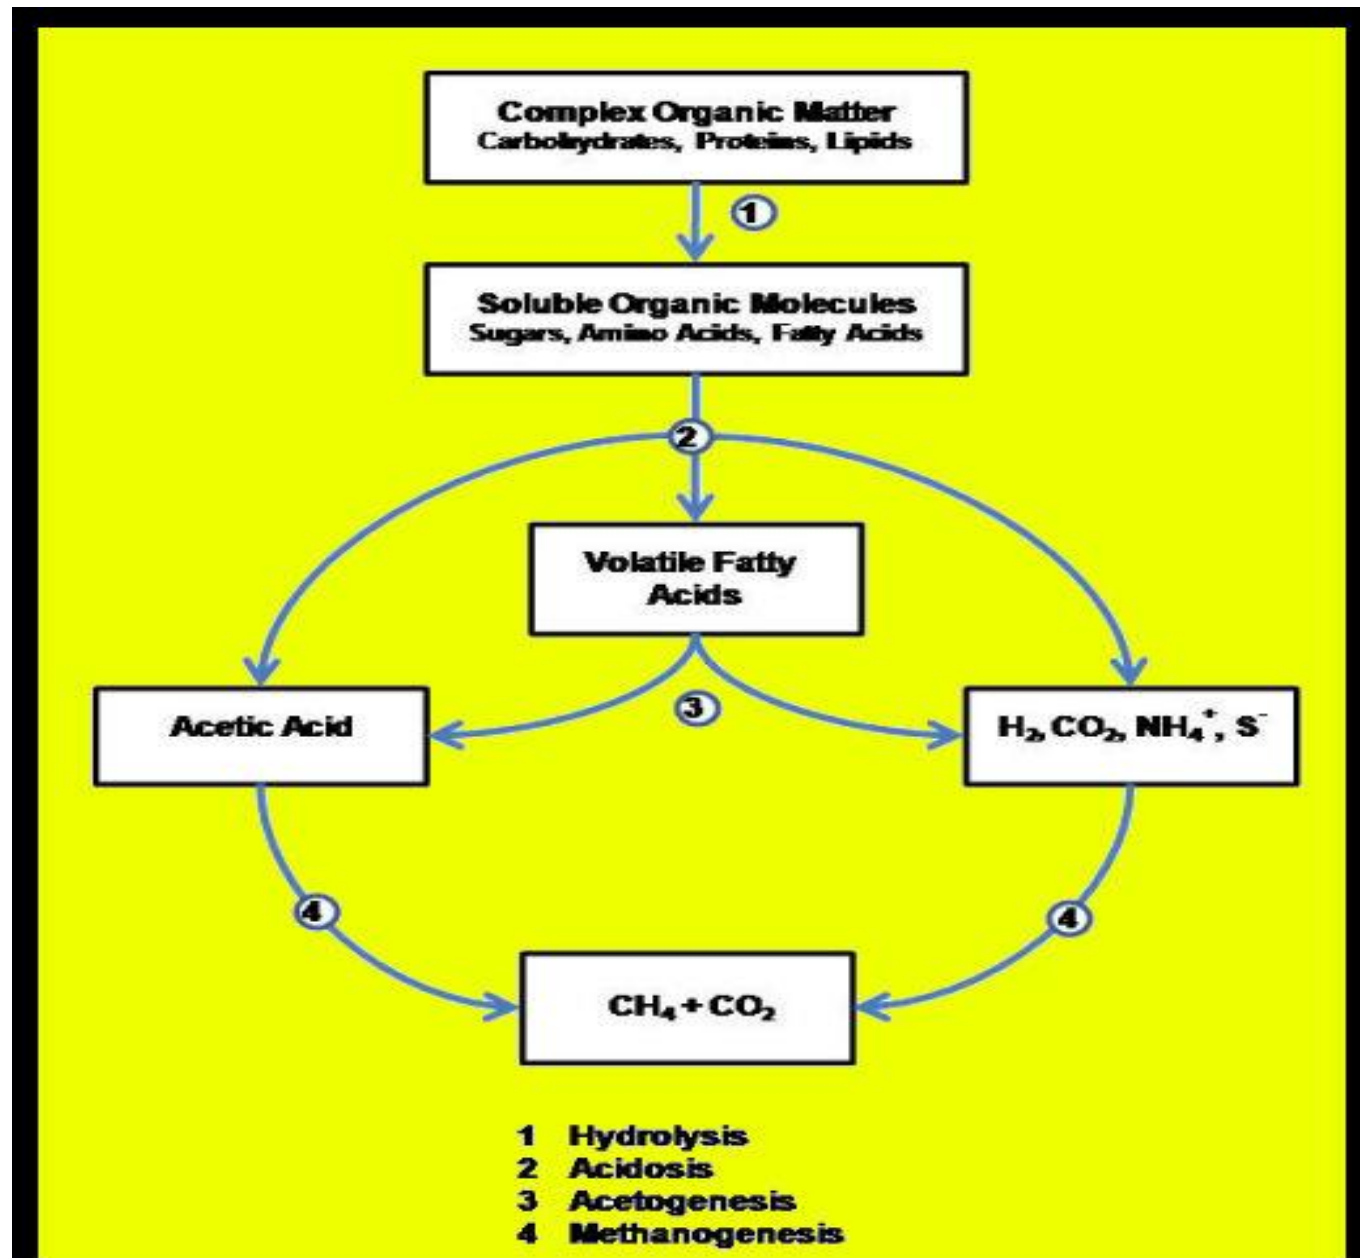 Complex Organic Matter
Carbohydrates, Proteins, Lipids
1
Soluble Organic Molecules
Sugars, Amino Acids, Fatty Acids
2
Volatile Fatty
Acids
3
Acetic Acid
H₂, CO₂, NH₄⁺, S⁻
4
4
CH₄ + CO₂
1 Hydrolysis
2 Acidosis
3 Acetogenesis
4 Methanogenesis